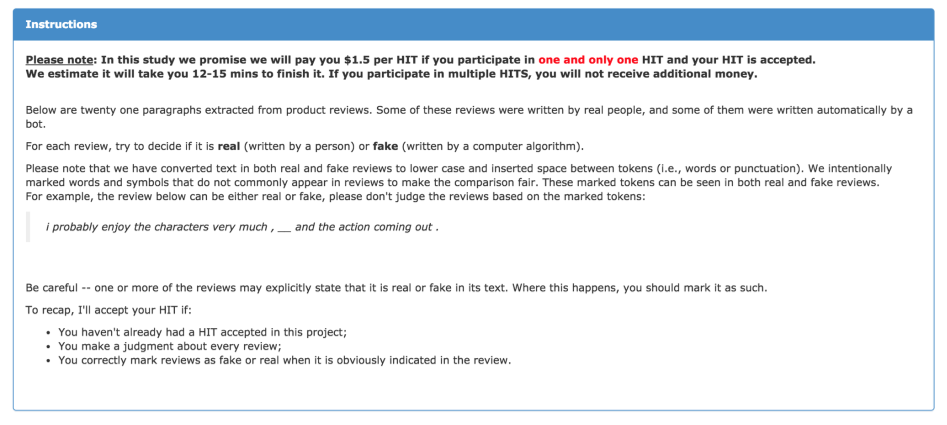 Instructions
Please note: In this study we promise we will pay you $1.5 per HIT if you participate in one and only one HIT and your HIT is accepted.
We estimate it will take you 12-15 mins to finish it. If you participate in multiple HITS, you will not receive additional money.
Below are twenty one paragraphs extracted from product reviews. Some of these reviews were written by real people, and some of them were written automatically by a
bot.
For each review, try to decide if it is real (written by a person) or fake (written by a computer algorithm).
Please note that we have converted text in both real and fake reviews to lower case and inserted space between tokens (i.e., words or punctuation). We intentionally
marked words and symbols that do not commonly appear in reviews to make the comparison fair. These marked tokens can be seen in both real and fake reviews.
For example, the review below can be either real or fake, please don't judge the reviews based on the marked tokens:
i probably enjoy the characters very much , __ and the action coming out .
Be careful -- one or more of the reviews may explicitly state that it is real or fake in its text. Where this happens, you should mark it as such.
To recap, I'll accept your HIT if:
• You haven't already had a HIT accepted in this project;
• You make a judgment about every review;
• You correctly mark reviews as fake or real when it is obviously indicated in the review.